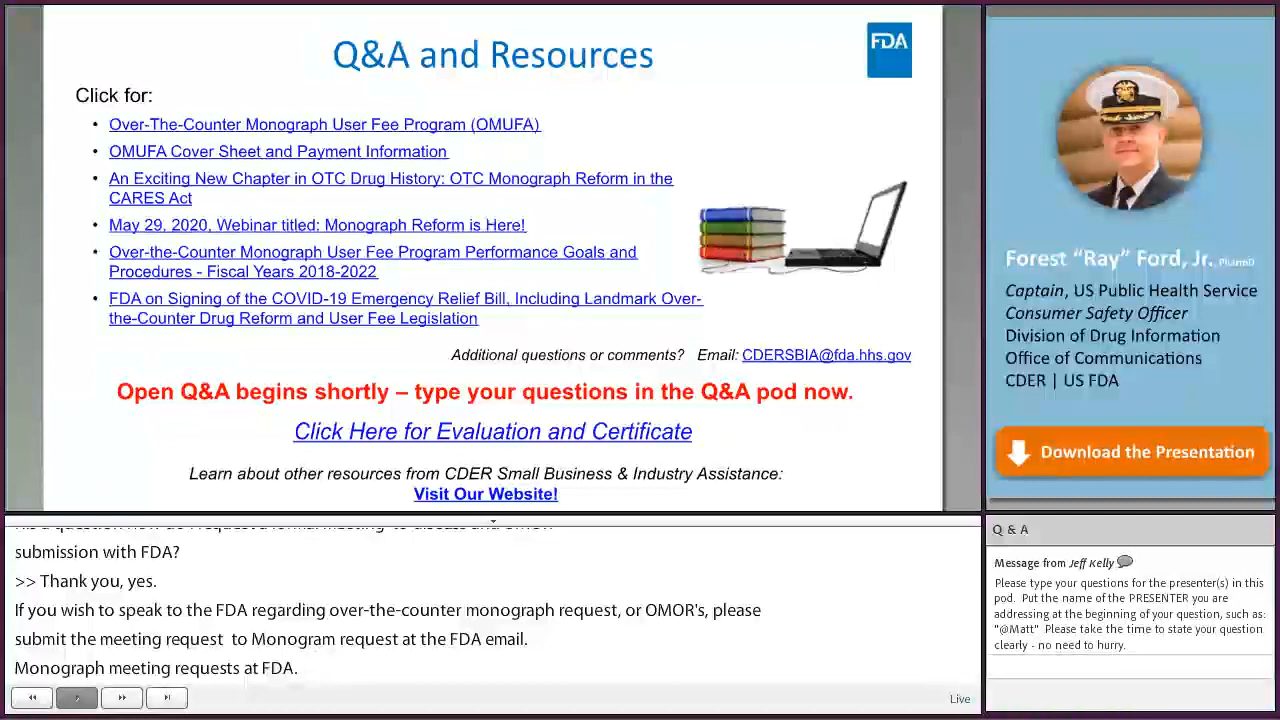 Q&A and Resources
FDA
Click for:
• Over-The-Counter Monograph User Fee Program (OMUFA)
• OMUFA Cover Sheet and Payment Information
• An Exciting New Chapter in OTC Drug History: OTC Monograph Reform in the
CARES Act
• May 29, 2020, Webinar titled: Monograph Reform is Here!
• Over-the-Counter Monograph User Fee Program Performance Goals and
Procedures - Fiscal Years 2018-2022
• FDA on Signing of the COVID-19 Emergency Relief Bill, Including Landmark Over-
the-Counter Drug Reform and User Fee Legislation
Additional questions or comments? Email: CDERSBIA@fda.hhs.gov
Open Q&A begins shortly – type your questions in the Q&A pod now.
Click Here for Evaluation and Certificate
Learn about other resources from CDER Small Business & Industry Assistance:
Visit Our Website!
submission with FDA?
>> Thank you, yes.
If you wish to speak to the FDA regarding over-the-counter monograph request, or OMOR's, please
submit the meeting request to Monogram request at the FDA email.
Monograph meeting requests at FDA.
Live
Forest “Ray” Ford, Jr., PharmD
Captain, US Public Health Service
Consumer Safety Officer
Division of Drug Information
Office of Communications
CDER | US FDA
Download the Presentation
Q & A
Message from Jeff Kelly
Please type your questions for the presenter(s) in this
pod. Put the name of the PRESENTER you are
addressing at the beginning of your question, such as:
"@Matt" Please take the time to state your question
clearly - no need to hurry.